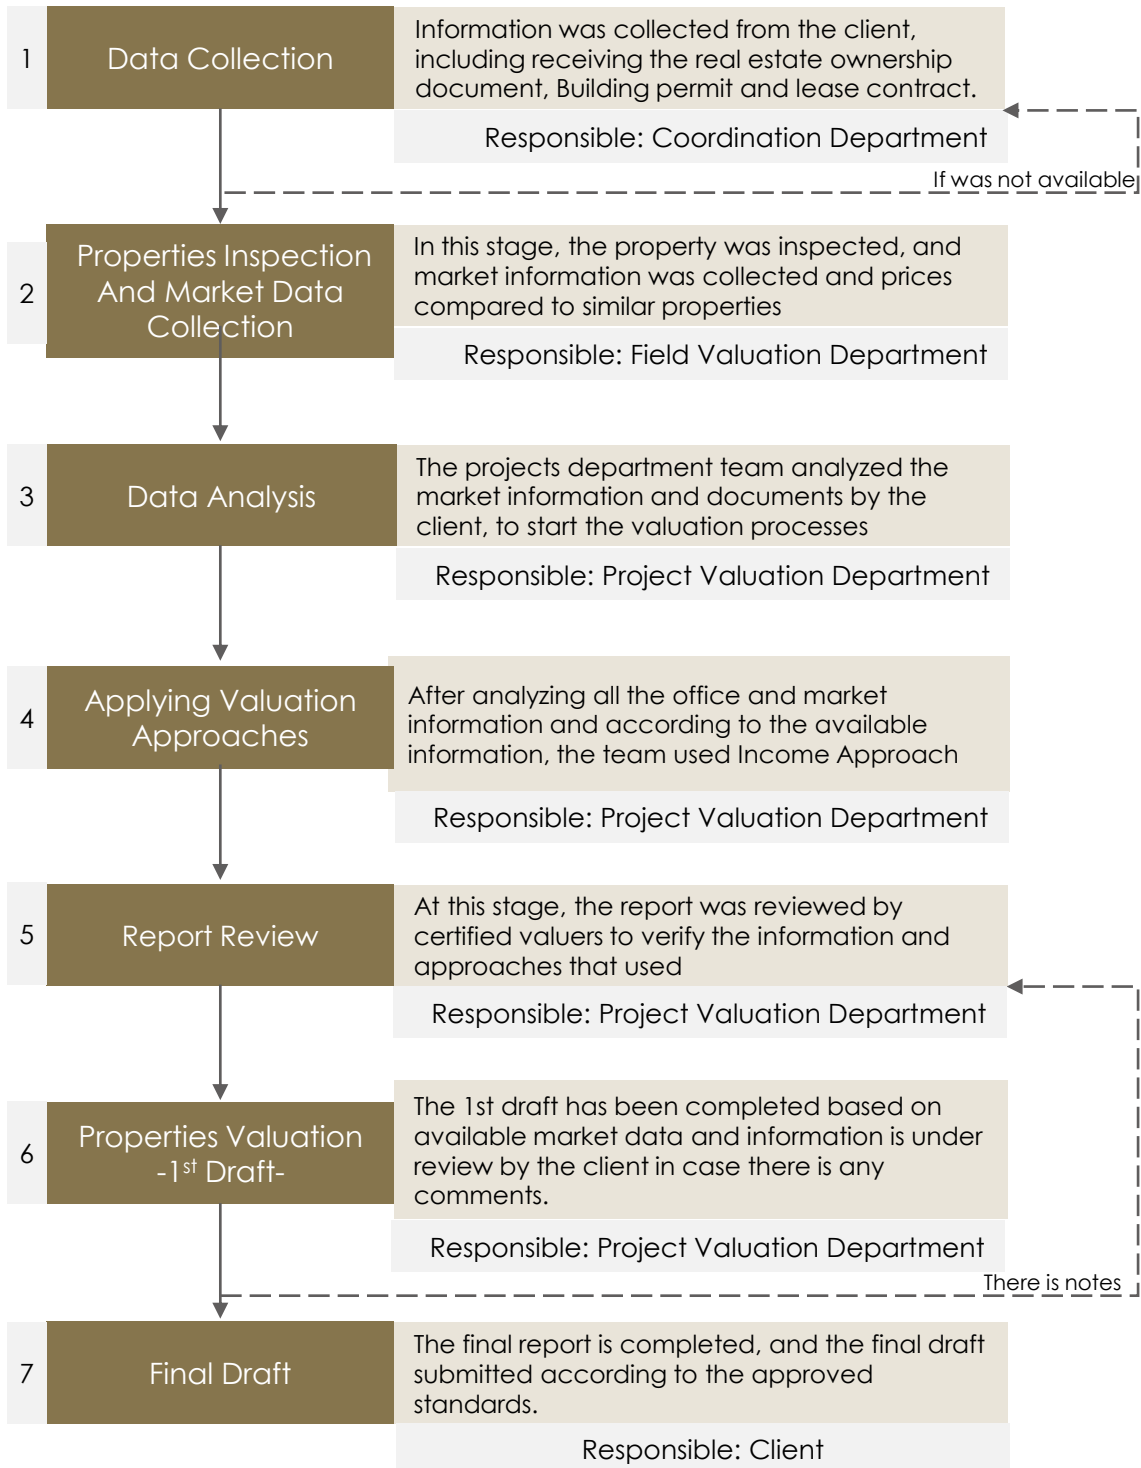 1
Data Collection
Information was collected from the client,
including receiving the real estate ownership
document, Building permit and lease contract.
Responsible: Coordination Department
If was not available
2
Properties Inspection
And Market Data
Collection
In this stage, the property was inspected, and
market information was collected and prices
compared to similar properties
Responsible: Field Valuation Department
3
Data Analysis
The projects department team analyzed the
market information and documents by the
client, to start the valuation processes
Responsible: Project Valuation Department
4
Applying Valuation
Approaches
After analyzing all the office and market
information and according to the available
information, the team used Income Approach
Responsible: Project Valuation Department
5
Report Review
At this stage, the report was reviewed by
certified valuers to verify the information and
approaches that used
Responsible: Project Valuation Department
6
Properties Valuation
-1st Draft-
The 1st draft has been completed based on
available market data and information is under
review by the client in case there is any
comments.
Responsible: Project Valuation Department
There is notes
7
Final Draft
The final report is completed, and the final draft
submitted according to the approved
standards.
Responsible: Client